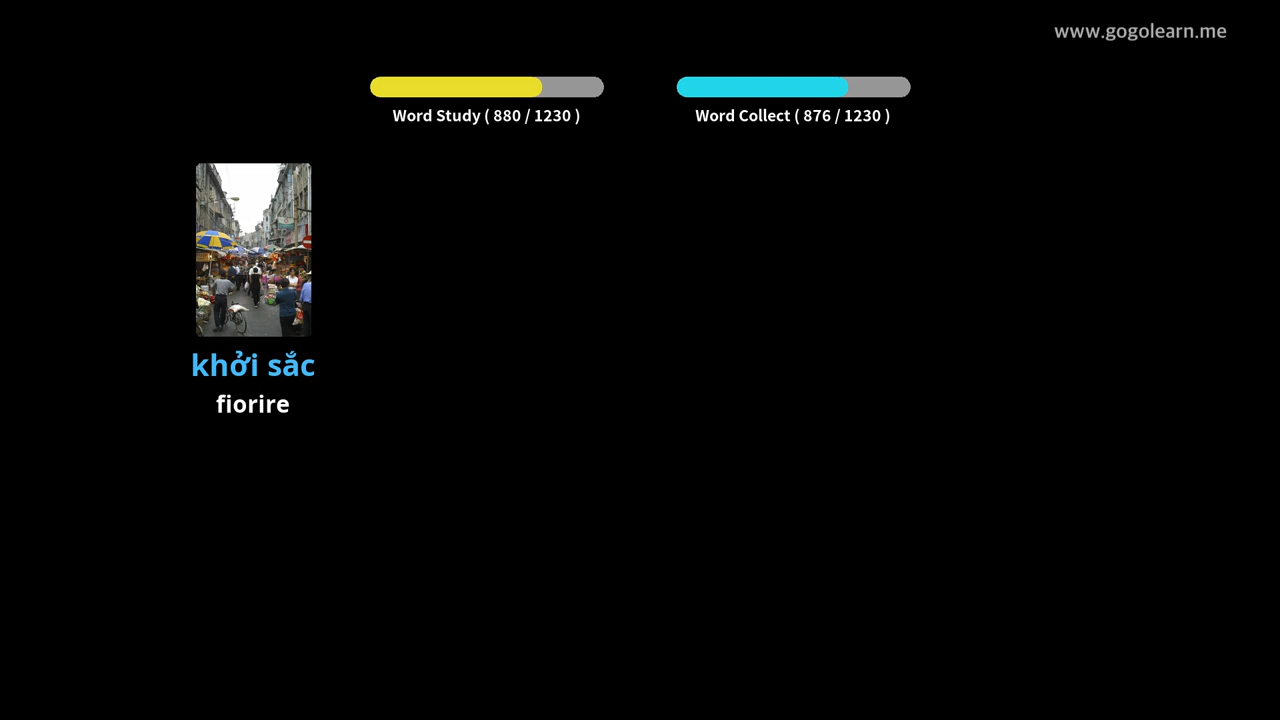 www.gogolearn.me
Word Study ( 880 / 1230 )
Word Collect ( 876 / 1230 )
khởi sắc
fiorire